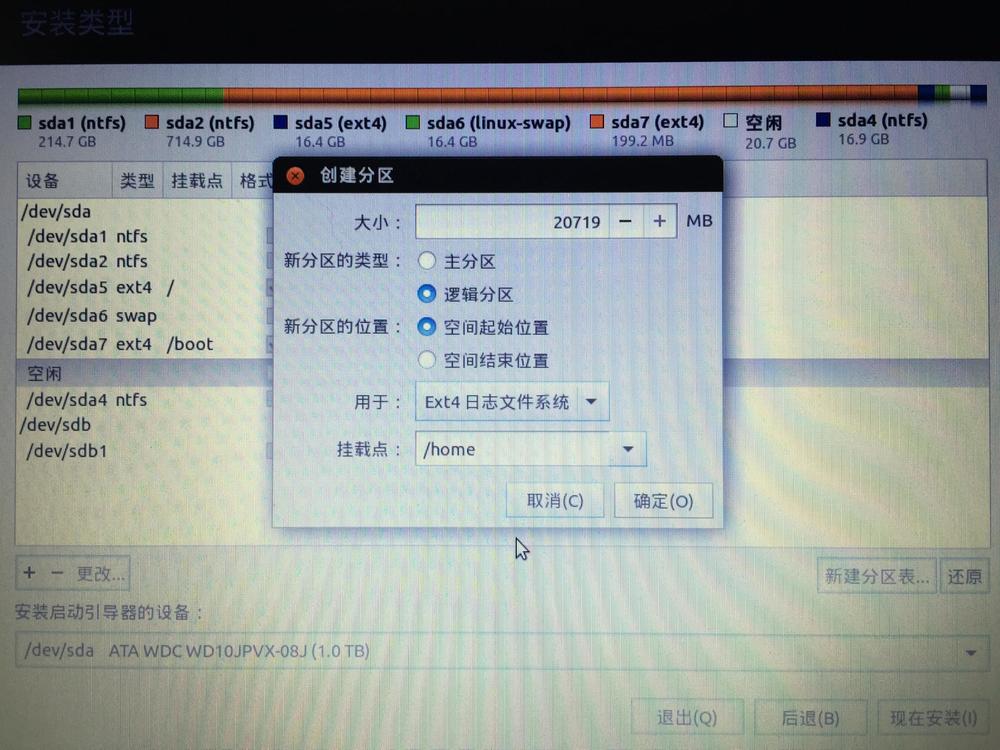 安装类型
sda1 (ntfs) sda2 (ntfs) sda5 (ext4) sda6 (linux-swap) sda7 (ext4) 空闲 sda4 (ntfs)
214.7 GB 714.9 GB 16.4 GB 16.4 GB 199.2 MB 20.7 GB 16.9 GB
设备 类型 挂载点 格式
/dev/sda
/dev/sda1 ntfs
/dev/sda2 ntfs
/dev/sda5 ext4 /
/dev/sda6 swap
/dev/sda7 ext4 /boot
空闲
/dev/sda4 ntfs
/dev/sdb
/dev/sdb1
创建分区
大小： 20719 − + MB
新分区的类型： 主分区
逻辑分区
新分区的位置： 空间起始位置
空间结束位置
用于： Ext4 日志文件系统
挂载点： /home
取消(C) 确定(O)
+ − 更改... 新建分区表... 还原
安装启动引导器的设备：
/dev/sda ATA WDC WD10JPVX-08J (1.0 TB)
退出(Q) 后退(B) 现在安装(I)